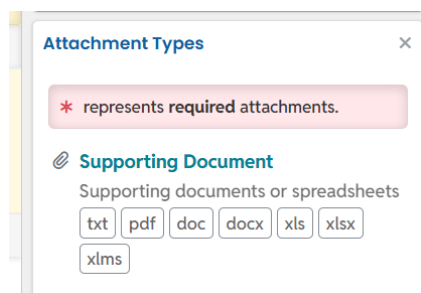 Attachment Types
* represents required attachments.
Supporting Document
Supporting documents or spreadsheets
txt pdf doc docx xls xlsx
xlms